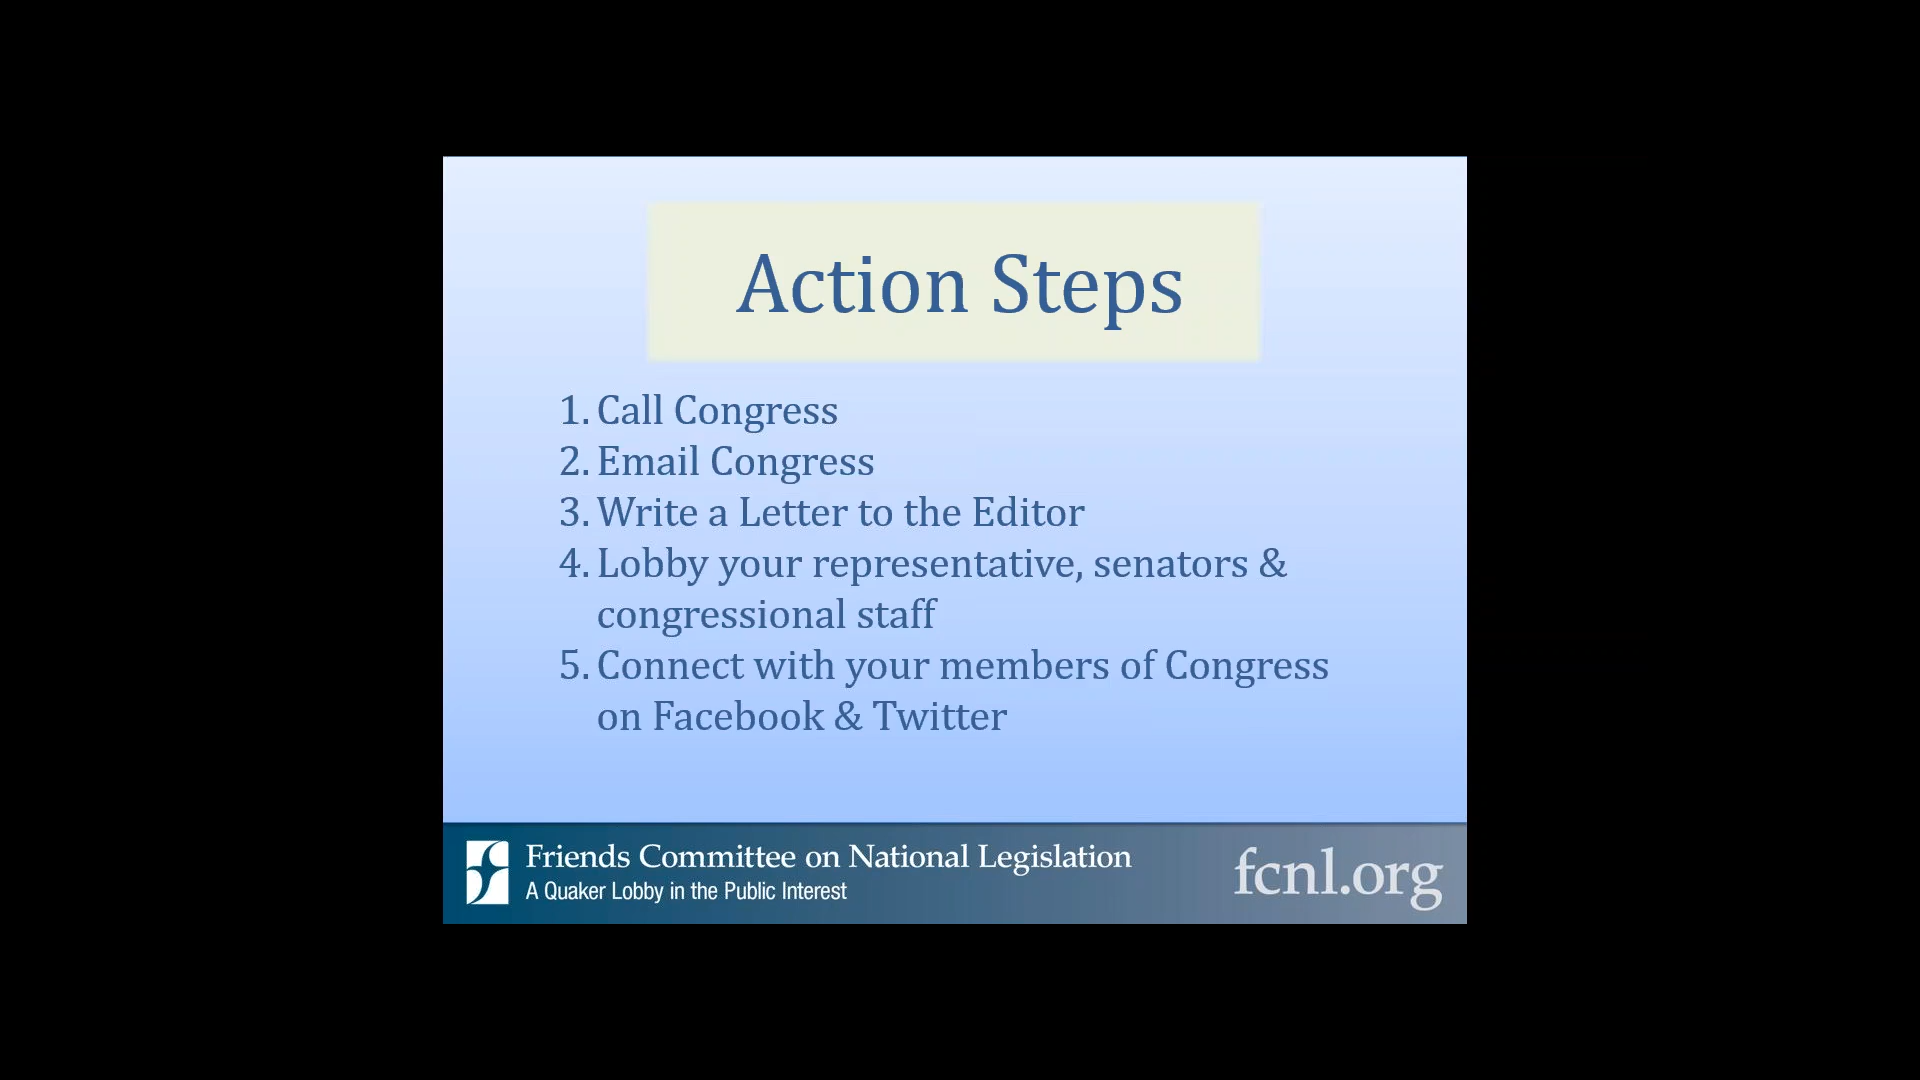 Action Steps
1. Call Congress
2. Email Congress
3. Write a Letter to the Editor
4. Lobby your representative, senators &
congressional staff
5. Connect with your members of Congress
on Facebook & Twitter
Friends Committee on National Legislation
A Quaker Lobby in the Public Interest
fcnl.org